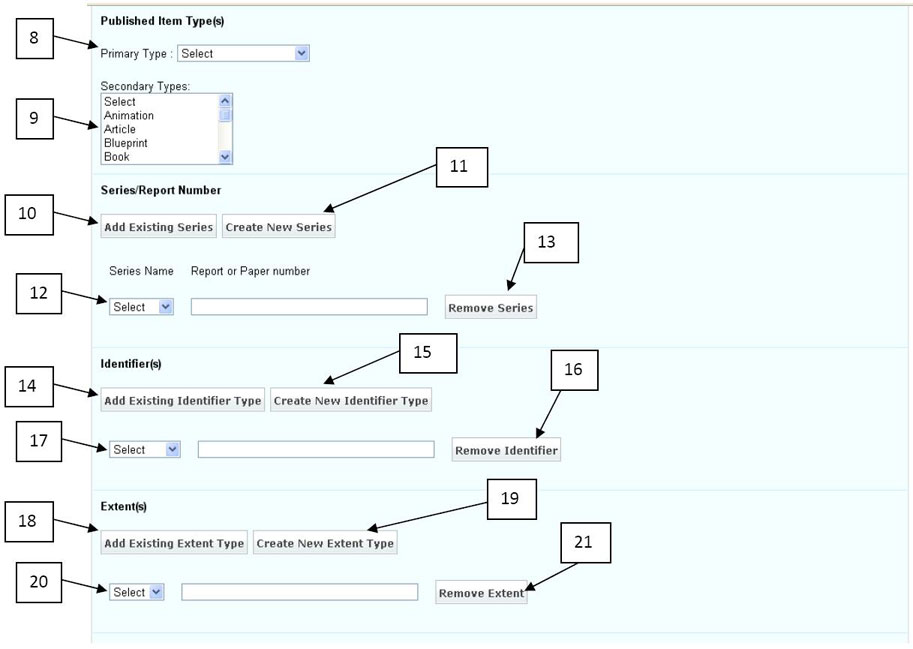 Published Item Type(s)
8
Primary Type : Select
Secondary Types:
Select
Animation
9
Article
Blueprint
Book
11
Series/Report Number
10
Add Existing Series Create New Series
13
Series Name Report or Paper number
12
Select Remove Series
15
Identifier(s)
16
14
Add Existing Identifier Type Create New Identifier Type
17
Select Remove Identifier
19
Extent(s)
18
Add Existing Extent Type Create New Extent Type
21
20
Select Remove Extent